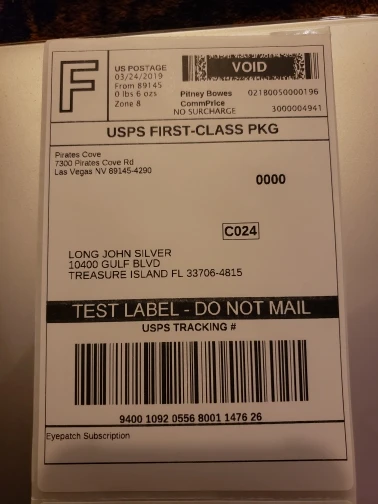 F
US POSTAGE
03/24/2019
From 89145
0 lbs 6 ozs
Zone 8
VOID
Pitney Bowes
CommPrice
NO SURCHARGE
02180050000196
3000004941
USPS FIRST-CLASS PKG
Pirates Cove
7300 Pirates Cove Rd
Las Vegas NV 89145-4290
0000
C024
LONG JOHN SILVER
10400 GULF BLVD
TREASURE ISLAND FL 33706-4815
TEST LABEL - DO NOT MAIL
USPS TRACKING #
9400 1092 0556 8001 1476 26
Eyepatch Subscription